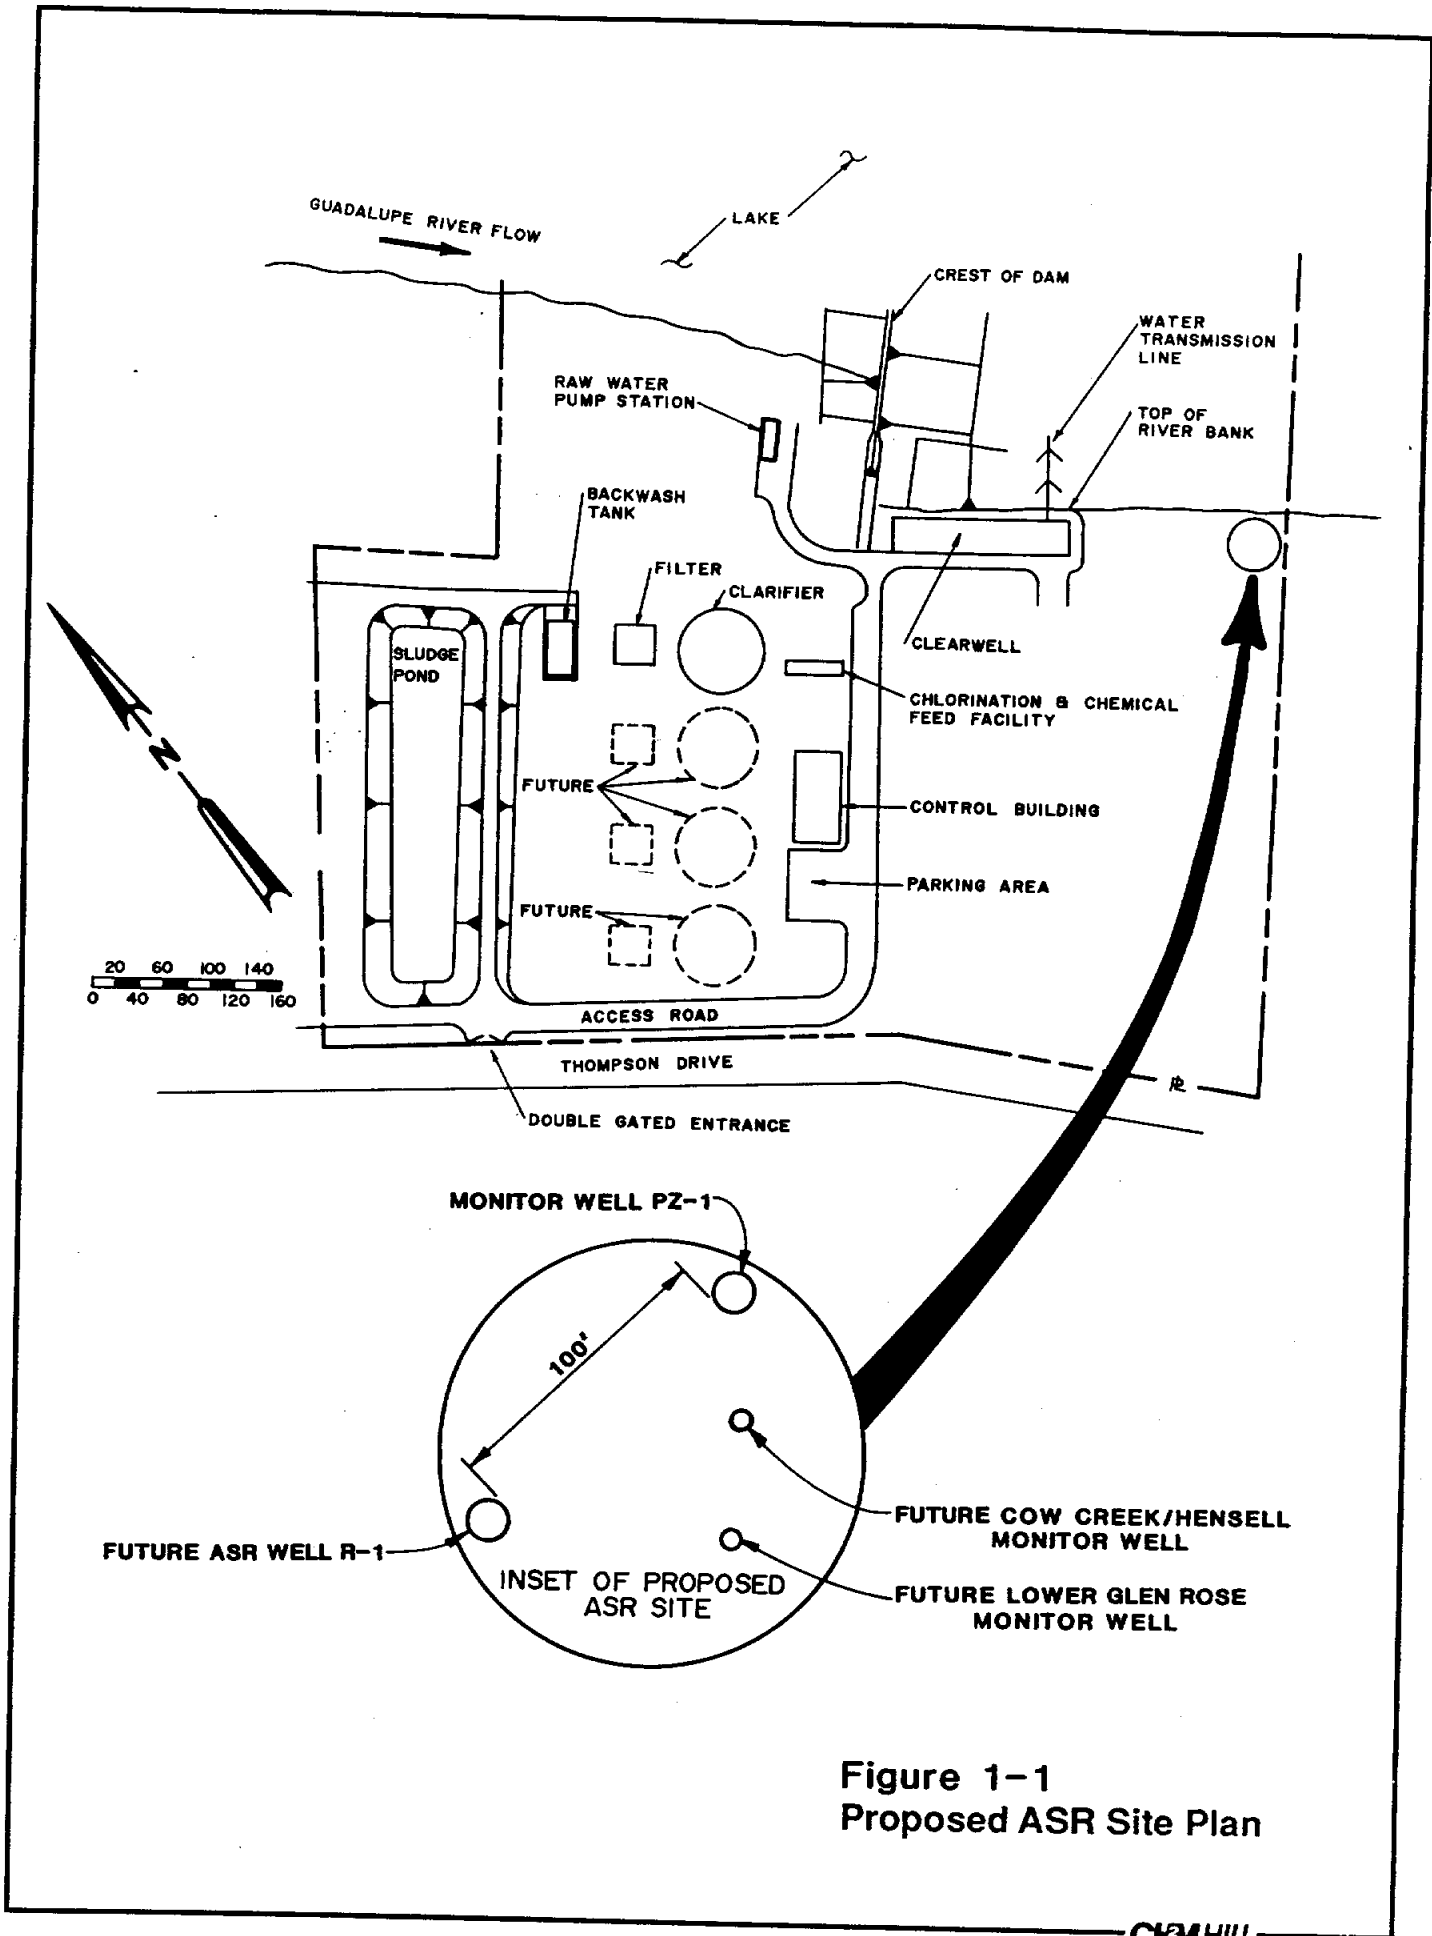 GUADALUPE RIVER FLOW
LAKE
CREST OF DAM
WATER
TRANSMISSION
LINE
RAW WATER
PUMP STATION
TOP OF
RIVER BANK
BACKWASH
TANK
FILTER
CLARIFIER
CLEARWELL
SLUDGE
POND
CHLORINATION & CHEMICAL
FEED FACILITY
N
FUTURE
CONTROL BUILDING
PARKING AREA
FUTURE
20 60 100 140
0 40 80 120 160
ACCESS ROAD
THOMPSON DRIVE
DOUBLE GATED ENTRANCE
MONITOR WELL PZ-1
100'
FUTURE COW CREEK/HENSELL
MONITOR WELL
FUTURE ASR WELL R-1
INSET OF PROPOSED
ASR SITE
FUTURE LOWER GLEN ROSE
MONITOR WELL
Figure 1-1
Proposed ASR Site Plan